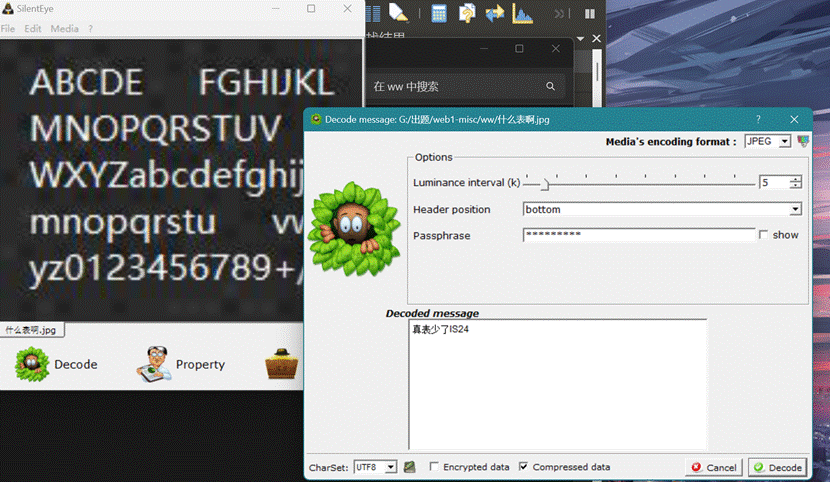 SilentEye
File Edit Media ?
ABCDE FGHIJKL
MNOPQRSTUV
WXYZabcdefghij
mnopqrstu vv
yz0123456789+/
什么表啊.jpg
Decode Property
在 ww 中搜索
Decode message: G:/出题/web1-misc/ww/什么表啊.jpg
Media's encoding format : JPEG
Options
Luminance interval (k) 5
Header position bottom
Passphrase ********* show
Decoded message
真表少了IS24
CharSet: UTF8 Encrypted data Compressed data Cancel Decode